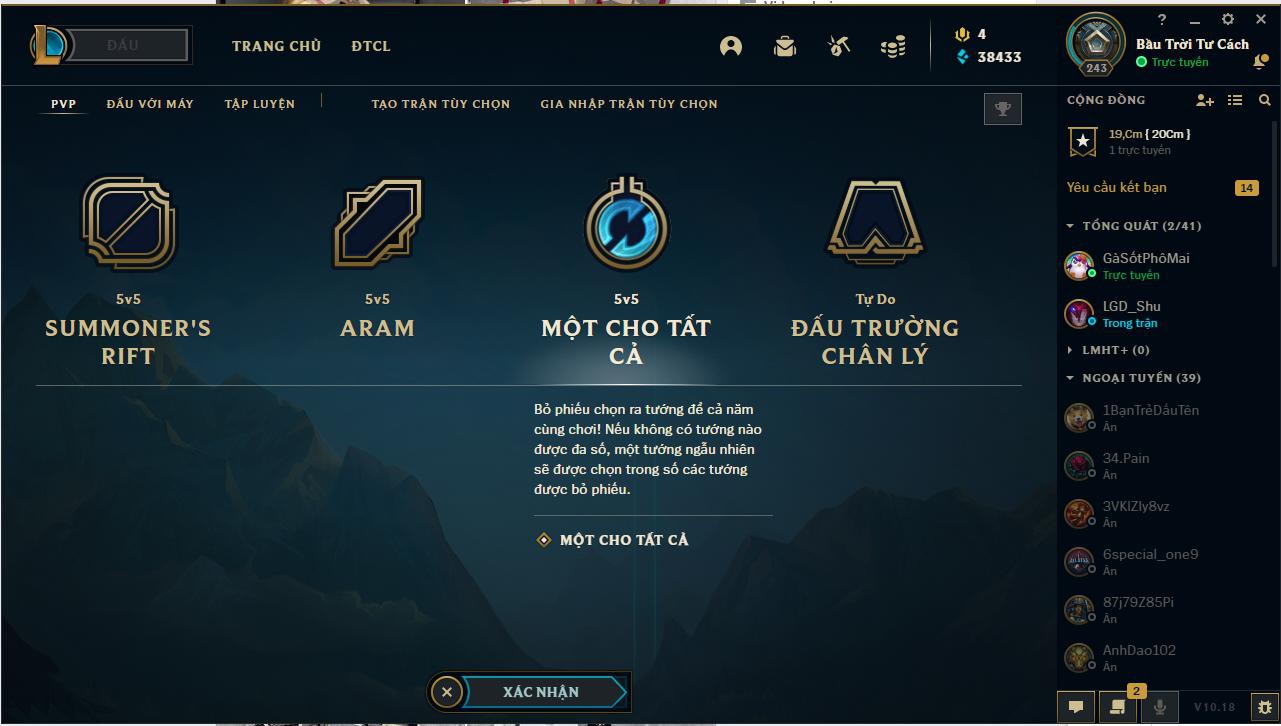 ĐẤU
TRANG CHỦ
ĐTCL
4
38433
243
?
Bầu Trời Tư Cách
Trực tuyến
PVP
ĐẤU VỚI MÁY
TẬP LUYỆN
TẠO TRẬN TÙY CHỌN
GIA NHẬP TRẬN TÙY CHỌN
5v5
SUMMONER'S
RIFT
5v5
ARAM
5v5
MỘT CHO TẤT
CẢ
Tự Do
ĐẤU TRƯỜNG
CHÂN LÝ
Bỏ phiếu chọn ra tướng để cả năm
cùng chơi! Nếu không có tướng nào
được đa số, một tướng ngẫu nhiên
sẽ được chọn trong số các tướng
được bỏ phiếu.
MỘT CHO TẤT CẢ
XÁC NHẬN
CỘNG ĐỒNG
19,Cm { 20Cm }
1 trực tuyến
Yêu cầu kết bạn
14
TỔNG QUÁT (2/41)
GàSốtPhôMai
Trực tuyến
LGD_Shu
Trong trận
LMHT+ (0)
NGOẠI TUYẾN (39)
1BạnTrẻDấuTên
Ẩn
34.Pain
Ẩn
Ẩn
6special_one9
Ẩn
87j79Z85Pi
Ẩn
AnhDao102
Ẩn
2
V10.18